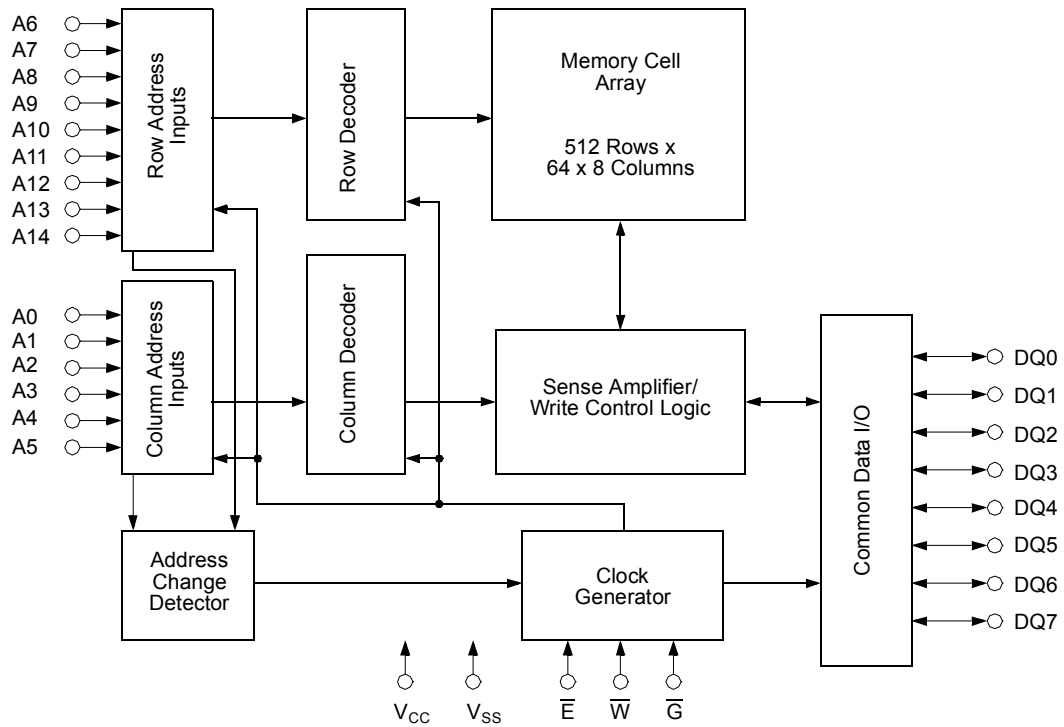 A6
A7
A8
A9
A10
A11
A12
A13
A14
Row Address
Inputs
Row Decoder
Memory Cell
Array
512 Rows x
64 x 8 Columns
A0
A1
A2
A3
A4
A5
Column Address
Inputs
Column Decoder
Sense Amplifier/
Write Control Logic
Common Data I/O
DQ0
DQ1
DQ2
DQ3
DQ4
DQ5
DQ6
DQ7
Address
Change
Detector
Clock
Generator
V_CC
V_SS
E̅
W̅
G̅